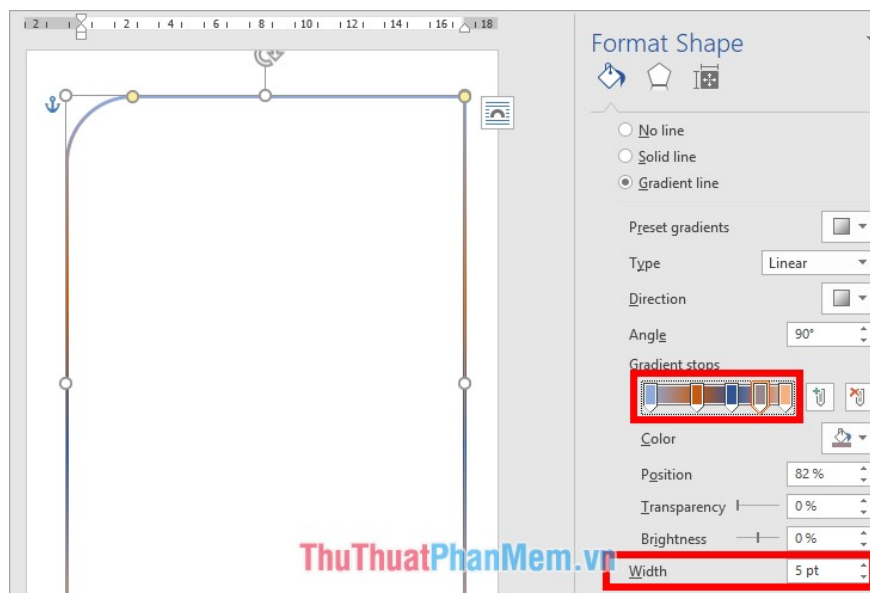 2 1 1 2 4 6 8 10 12 14 16 18
Format Shape
No line
Solid line
Gradient line
Preset gradients
Type Linear
Direction
Angle 90°
Gradient stops
Color
Position 82 %
Transparency 0 %
Brightness 0 %
Width 5 pt
ThuThuatPhanMem.vn